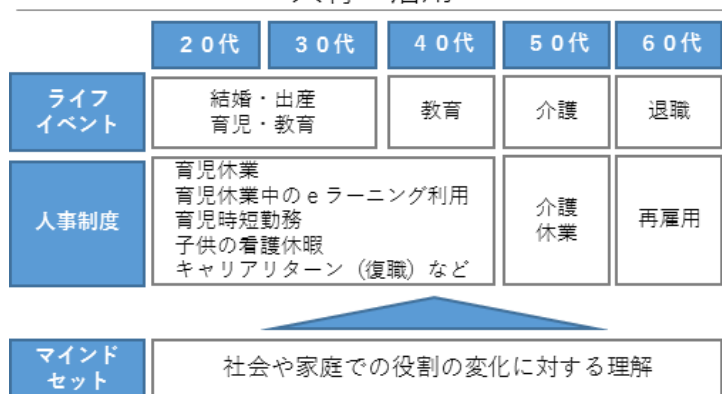 20代 30代 40代 50代 60代
ライフ
イベント
結婚・出産
育児・教育
教育
介護
退職
人事制度
育児休業
育児休業中のeラーニング利用
育児時短勤務
子供の看護休暇
キャリアリターン(復職)など
介護
休業
再雇用
マインド
セット
社会や家庭での役割の変化に対する理解